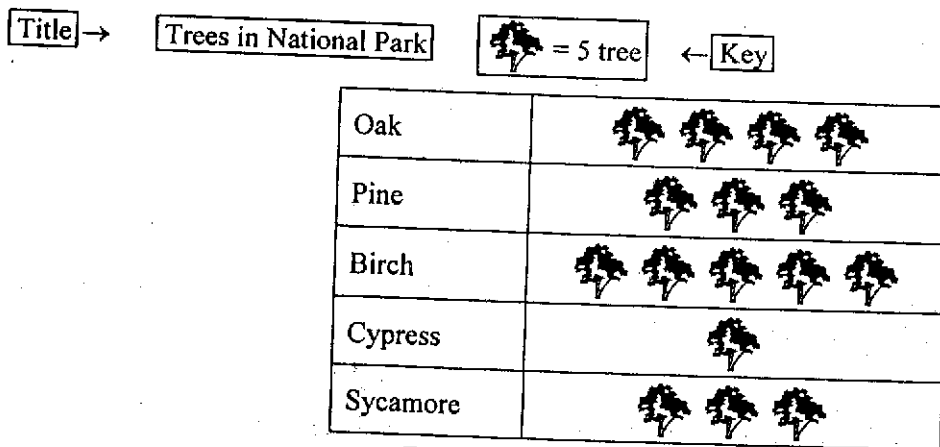 Title → Trees in National Park = 5 tree ← Key
Oak
Pine
Birch
Cypress
Sycamore